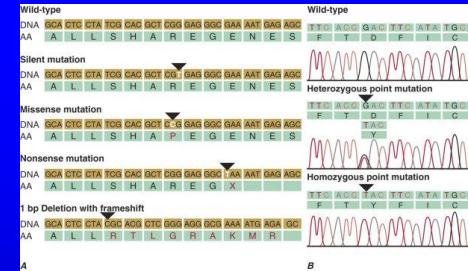 Wild-type
DNA GCA CTC CTA TCG CAC GCT CGG GAG GGC GAA AAT GAG AGC
AA A L L S H A R E G E N E S
Silent mutation
DNA GCA CTC CTA TCG CAC GCT CGT GAG GGC GAA AAT GAG AGC
AA A L L S H A R E G E N E S
Missense mutation
DNA GCA CTC CTA TCG CAC GCT CCG GAG GGC GAA AAT GAG AGC
AA A L L S H A P E G E N E S
Nonsense mutation
DNA GCA CTC CTA TCG CAC GCT CGG GAG GGC TAA AAT GAG AGC
AA A L L S H A R E G X
1 bp Deletion with frameshift
DNA GCA CTC CTA CGC ACG CTC GGG AGG GCG AAA ATG AGA GC
AA A L L R T L G R A K M R
A
Wild-type
TTC ACC GAC TTC ATA TGC
F T D F I C
Heterozygous point mutation
TTC ACC GAC TTC ATA TGC
F T D F I C
TAC
Y
Homozygous point mutation
TTC ACC TAC TTC ATA TGC
F T Y F I C
B